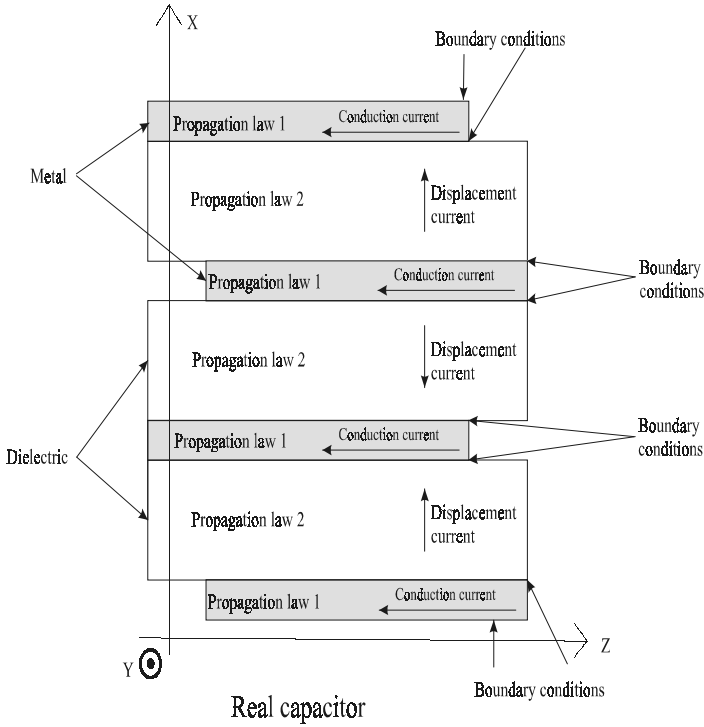 X
Boundary conditions
Propagation law 1
Conduction current
Metal
Propagation law 2
Displacement
current
Propagation law 1
Conduction current
Boundary
conditions
Propagation law 2
Displacement
current
Propagation law 1
Conduction current
Boundary
conditions
Dielectric
Propagation law 2
Displacement
current
Propagation law 1
Conduction current
Z
Y
Boundary conditions
Real capacitor